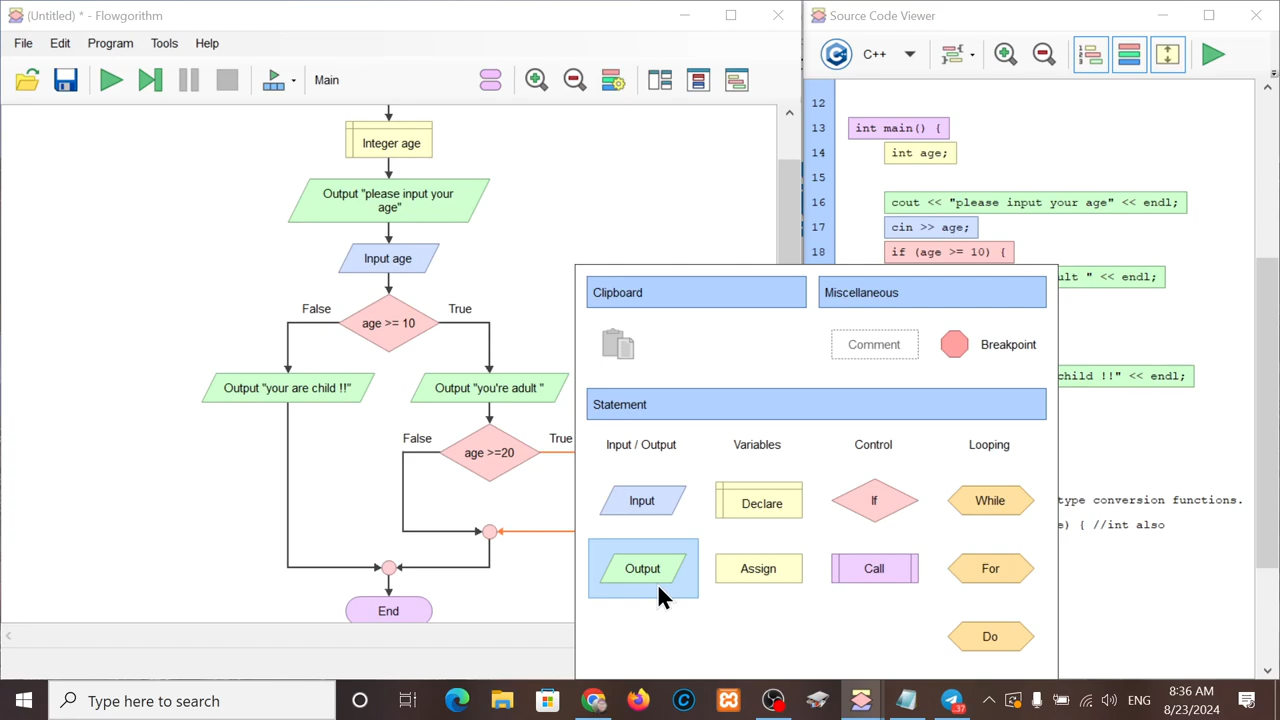 (Untitled) * - Flowgorithm
File Edit Program Tools Help
Main
Integer age
Output "please input your
age"
Input age
False
True
age >= 10
Output "your are child !!"
Output "you're adult "
False
True
age >=20
End
Source Code Viewer
C++
12
13 int main() {
14 int age;
15
16 cout << "please input your age" << endl;
17 cin >> age;
18 if (age >= 10) {
ult " << endl;
child !!" << endl;
type conversion functions.
) { //int also
Clipboard
Miscellaneous
Comment
Breakpoint
Statement
Input / Output
Variables
Control
Looping
Input
Declare
If
While
Output
Assign
Call
For
Do
Type here to search
37
ENG
8:36 AM
8/23/2024